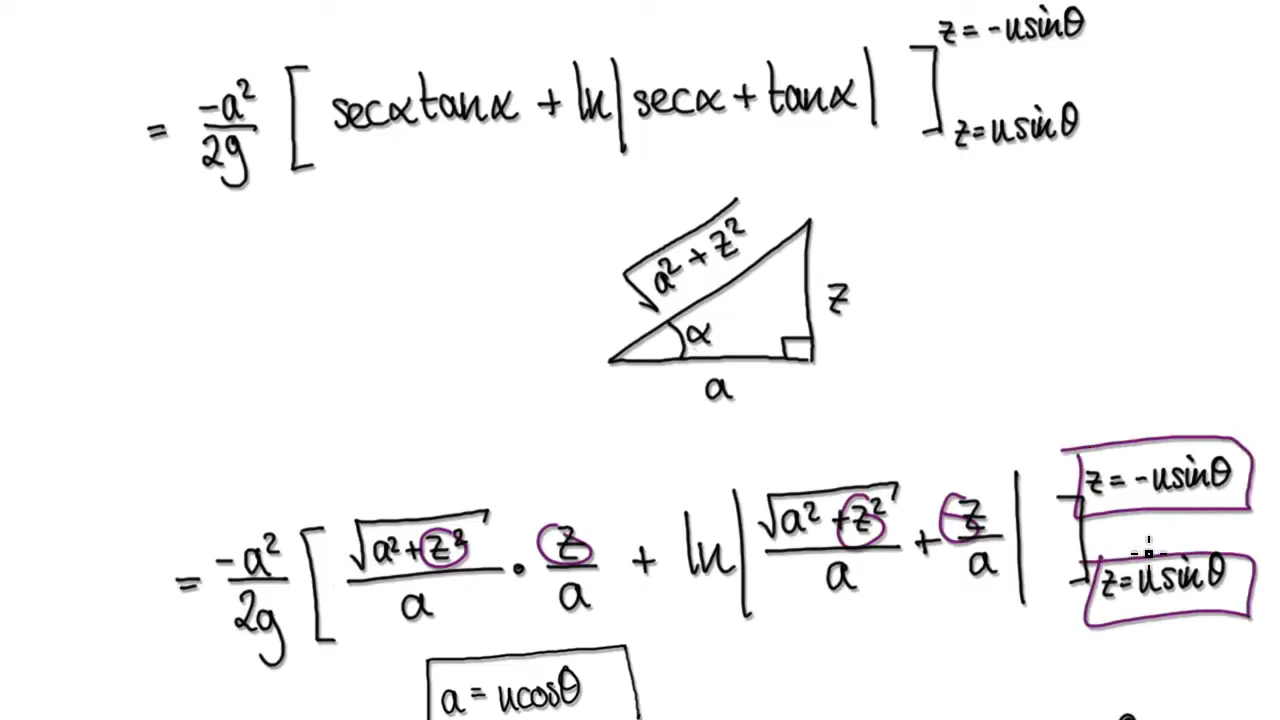 = -a²/2g [ secα tanα + ln|secα + tanα| ] z = -usinθ z = usinθ
√a² + z²
z
α
a
= -a²/2g [ √a² + z²/a · z/a + ln| √a² + z²/a + z/a | ] z = -usinθ z = usinθ
a = ucosθ